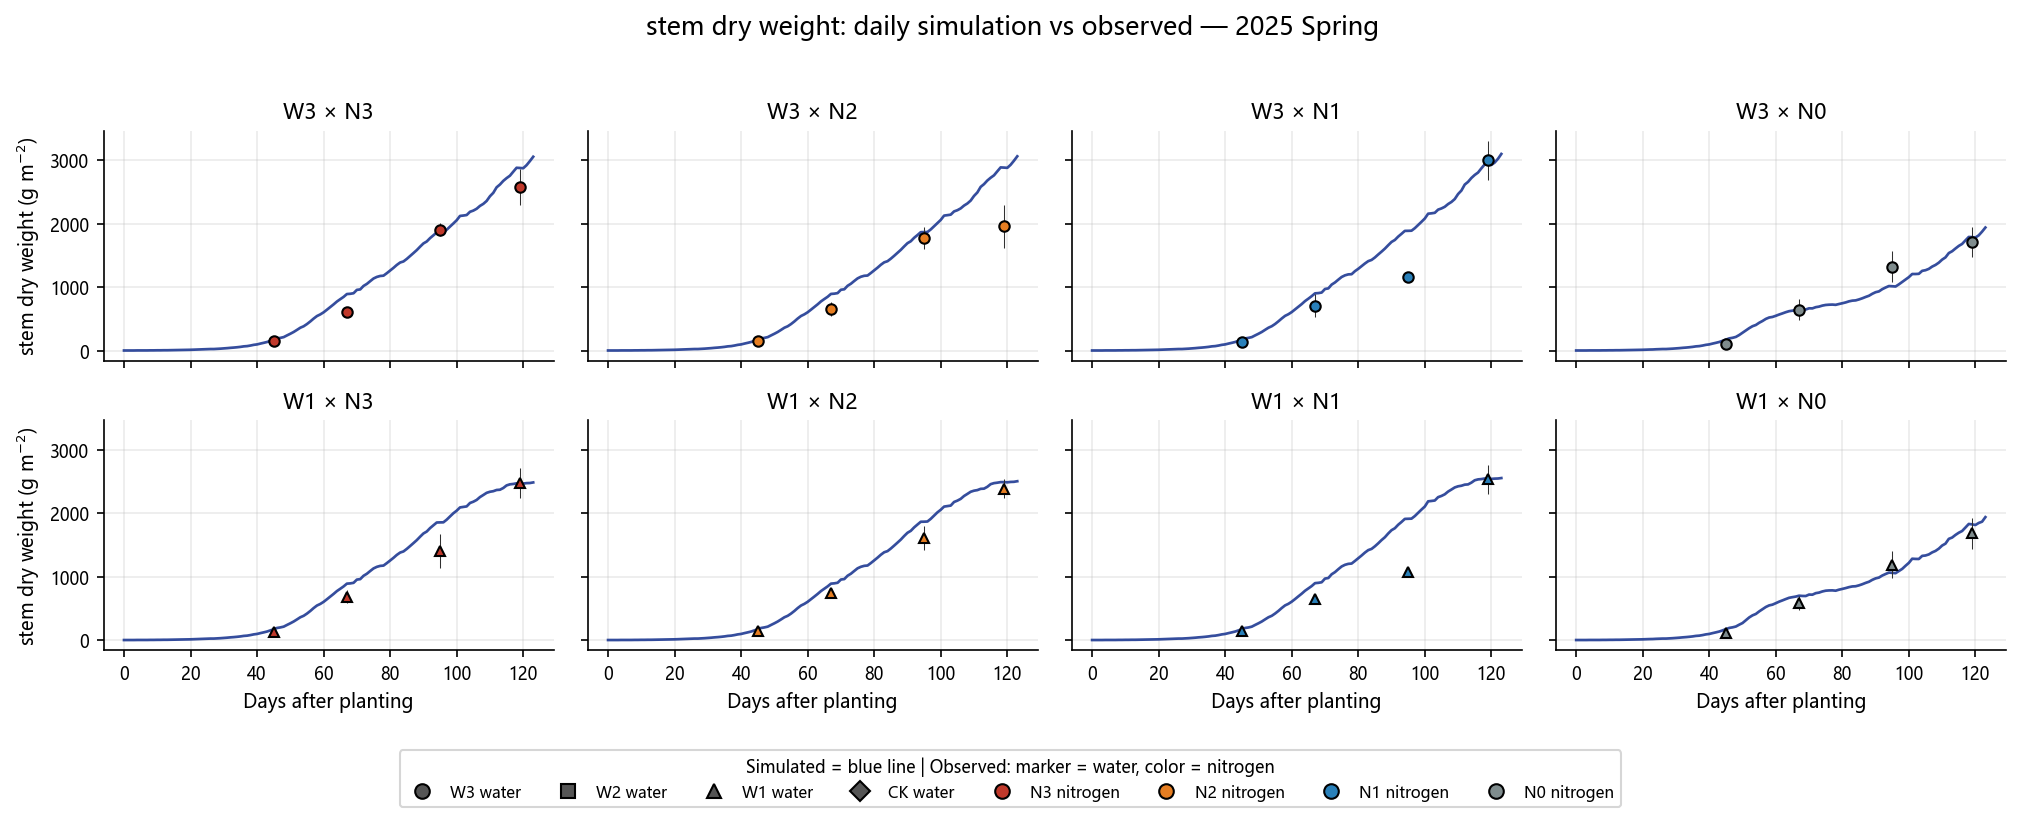 stem dry weight: daily simulation vs observed — 2025 Spring
W3 × N3
W3 × N2
W3 × N1
W3 × N0
stem dry weight (g m⁻²)
3000
2000
1000
0
W1 × N3
W1 × N2
W1 × N1
W1 × N0
stem dry weight (g m⁻²)
3000
2000
1000
0
0 20 40 60 80 100 120
0 20 40 60 80 100 120
0 20 40 60 80 100 120
0 20 40 60 80 100 120
Days after planting
Days after planting
Days after planting
Days after planting
Simulated = blue line | Observed: marker = water, color = nitrogen
W3 water W2 water W1 water CK water N3 nitrogen N2 nitrogen N1 nitrogen N0 nitrogen